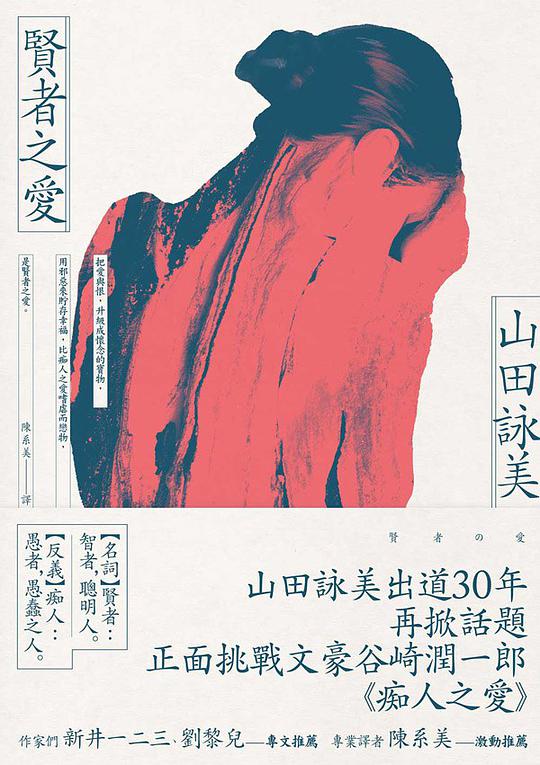 賢者之愛
把愛與恨，升級成懷念的寶物，
用邪惡來貯存幸福，比痴人之愛嗜虐而戀物，
是賢者之愛。
陳系美——譯
山田詠美
賢者の愛
【名詞】賢者：
智者，聰明人。
【反義】痴人：
愚者，愚蠢之人。
山田詠美出道30年
再掀話題
正面挑戰文豪谷崎潤一郎
《痴人之愛》
作家們 新井一二三、劉黎兒——專文推薦 專業譯者 陳系美——激動推薦